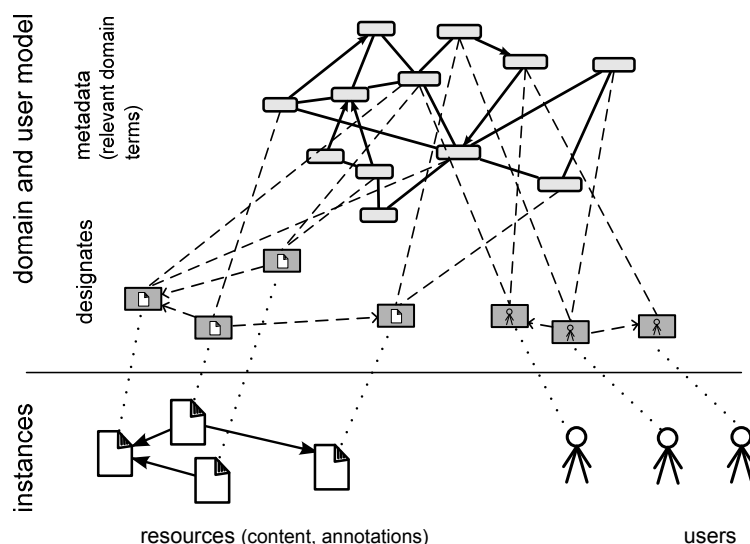 domain and user model
metadata
(relevant domain
terms)
designates
instances
resources (content, annotations)
users